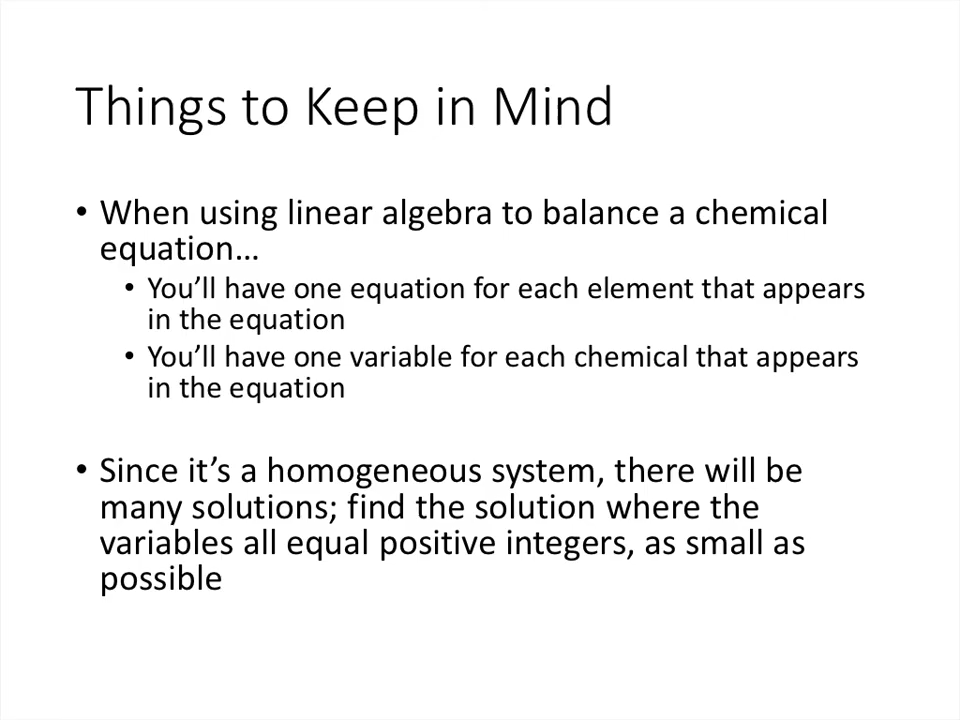 Things to Keep in Mind
• When using linear algebra to balance a chemical
equation…
• You’ll have one equation for each element that appears
in the equation
• You’ll have one variable for each chemical that appears
in the equation
• Since it’s a homogeneous system, there will be
many solutions; find the solution where the
variables all equal positive integers, as small as
possible